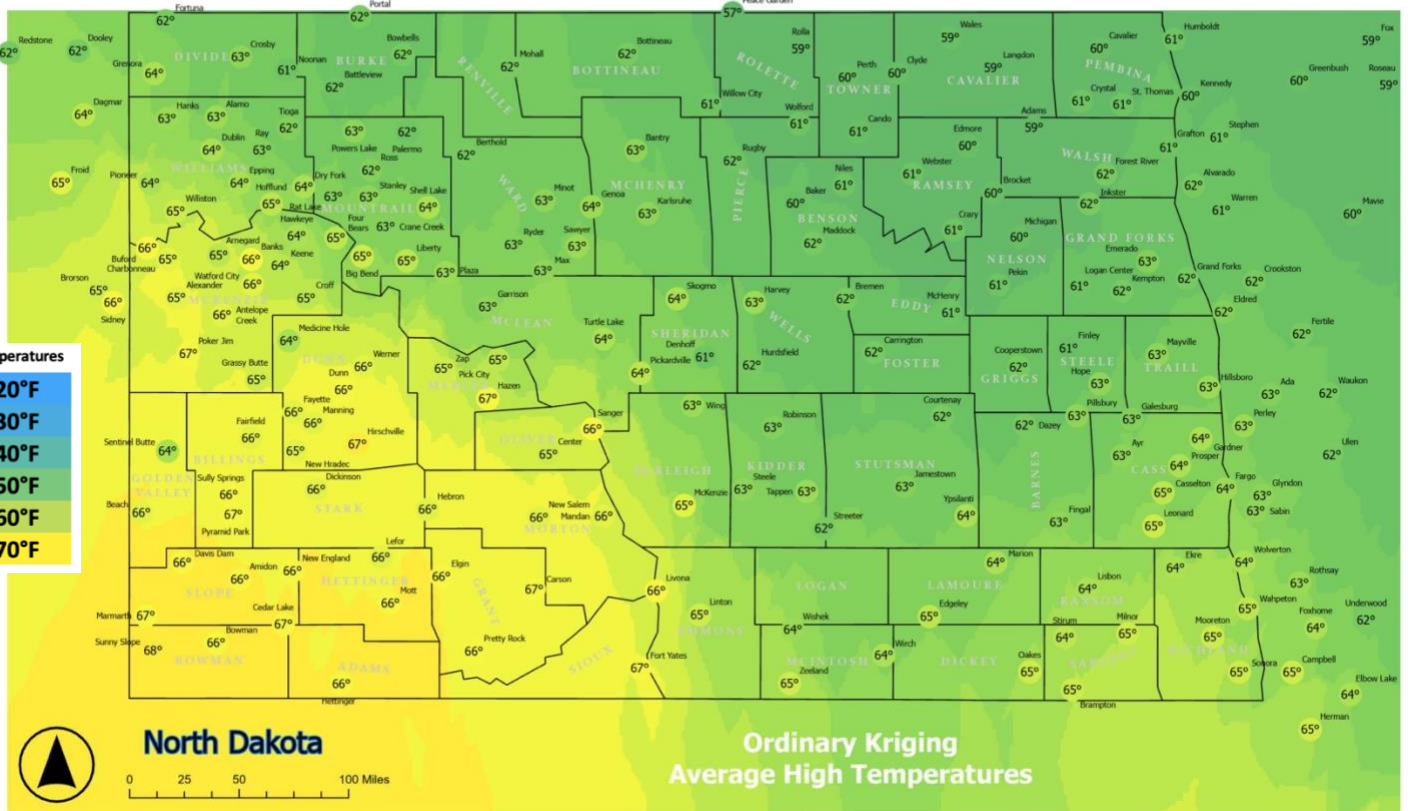 Fortuna
62°
Portal
62°
Peace Garden
57°
Redstone
62°
Dooley
62°
Grenora
64°
DIVIDE
Crosby
63°
Noonan
61°
BURKE
Bowbells
62°
Battleview
62°
RENVILLE
Mohall
62°
BOTTINEAU
Bottineau
62°
ROLETTE
Rolla
59°
Willow City
61°
Wolford
61°
Perth
60°
TOWNER
Cando
61°
Clyde
60°
Wales
59°
Langdon
59°
CAVALIER
Cavalier
60°
PEMBINA
Crystal
61°
St. Thomas
61°
Humboldt
61°
Kennedy
60°
Greenbush
60°
Fox
59°
Roseau
59°
Dagmar
64°
Hanks
63°
Alamo
63°
Tioga
62°
Dublin
64°
Ray
63°
WILLIAMS
Froid
65°
Pioneer
64°
Epping
64°
Hofflund
65°
Williston
65°
Powers Lake
63°
Palermo
62°
Ross
62°
Dry Fork
64°
Stanley
63°
Shell Lake
64°
Rat Lake
63°
MOUNTRAIL
Hawkeye
64°
Four
Bears
65°
Crane Creek
63°
Big Bend
65°
Liberty
65°
Plaza
63°
Berthold
62°
WARD
Minot
63°
Ryder
63°
Sawyer
63°
Max
63°
Genoa
64°
MCHENRY
Bantry
63°
Karlsruhe
63°
PIERCE
Rugby
62°
BENSON
Niles
61°
Baker
60°
Maddock
62°
RAMSEY
Edmore
60°
Webster
61°
Crary
61°
Adams
59°
Brocket
60°
WALSH
Forest River
62°
Grafton
61°
Stephen
61°
Alvarado
62°
Warren
61°
Mavie
60°
Inkster
62°
NELSON
Michigan
60°
Pekin
61°
GRAND FORKS
Emerado
63°
Logan Center
61°
Kempton
62°
Grand Forks
62°
Crookston
62°
Eldred
62°
Fertile
62°
Buford
66°
Charbonneau
65°
Arnegard
65°
Banks
66°
Keene
64°
Brorson
65°
Sidney
66°
Watford City
66°
Alexander
65°
MCKENZIE
Antelope
Creek
66°
Croff
65°
Poker Jim
67°
Grassy Butte
65°
Medicine Hole
64°
DUNN
Werner
66°
Dunn
66°
Fayette
66°
Manning
66°
Hirschville
67°
New Hradec
65°
Garrison
63°
MCLEAN
Turtle Lake
64°
Zap
65°
Pick City
65°
MERCER
Hazen
67°
OLIVER
Center
65°
Sanger
66°
SHERIDAN
Skogmo
64°
Denhoff
61°
Pickardville
64°
WELLS
Harvey
63°
Hurdsfield
62°
Bremen
62°
EDDY
McHenry
61°
FOSTER
Carrington
62°
GRIGGS
Cooperstown
62°
STEELE
Finley
61°
Hope
63°
TRAILL
Mayville
63°
Hillsboro
63°
Ada
63°
Waukon
62°
Perley
63°
Ulen
62°
peratures
20°F
30°F
40°F
50°F
60°F
70°F
Sentinel Butte
64°
GOLDEN
VALLEY
Beach
66°
BILLINGS
Fairfield
66°
Sully Springs
66°
Pyramid Park
67°
STARK
Dickinson
66°
Hebron
66°
MORTON
New Salem
66°
Mandan
66°
BURLEIGH
Wing
63°
McKenzie
65°
KIDDER
Robinson
63°
Steele
63°
Tappen
63°
STUTSMAN
Courtenay
62°
Jamestown
63°
Ypsilanti
64°
Streeter
62°
BARNES
Dazey
62°
Pillsbury
63°
Fingal
63°
CASS
Galesburg
63°
Ayr
63°
Gardner
64°
Prosper
64°
Casselton
65°
Leonard
65°
Fargo
64°
Glyndon
63°
Sabin
63°
Davis Dam
66°
Amidon
66°
SLOPE
New England
66°
HETTINGER
Lefor
66°
Mott
66°
Cedar Lake
67°
Marmarth
67°
Sunny Slope
68°
BOWMAN
Bowman
66°
ADAMS
66°
Hettinger
Elgin
66°
GRANT
Carson
67°
Pretty Rock
66°
SIOUX
Fort Yates
67°
Livona
66°
EMMONS
Linton
65°
LOGAN
Wishek
64°
MCINTOSH
Zeeland
65°
Wirch
64°
LAMOURE
Marion
64°
Edgeley
65°
DICKEY
Oakes
65°
RANSOM
Lisbon
64°
Stirum
64°
Milnor
65°
SARGENT
65°
Brampton
RICHLAND
Ekre
64°
Mooreton
65°
Wolverton
64°
Wahpeton
65°
Sonora
65°
Rothsay
63°
Foxhome
64°
Underwood
62°
Campbell
65°
Elbow Lake
64°
Herman
65°
North Dakota
0 25 50 100 Miles
Ordinary Kriging
Average High Temperatures